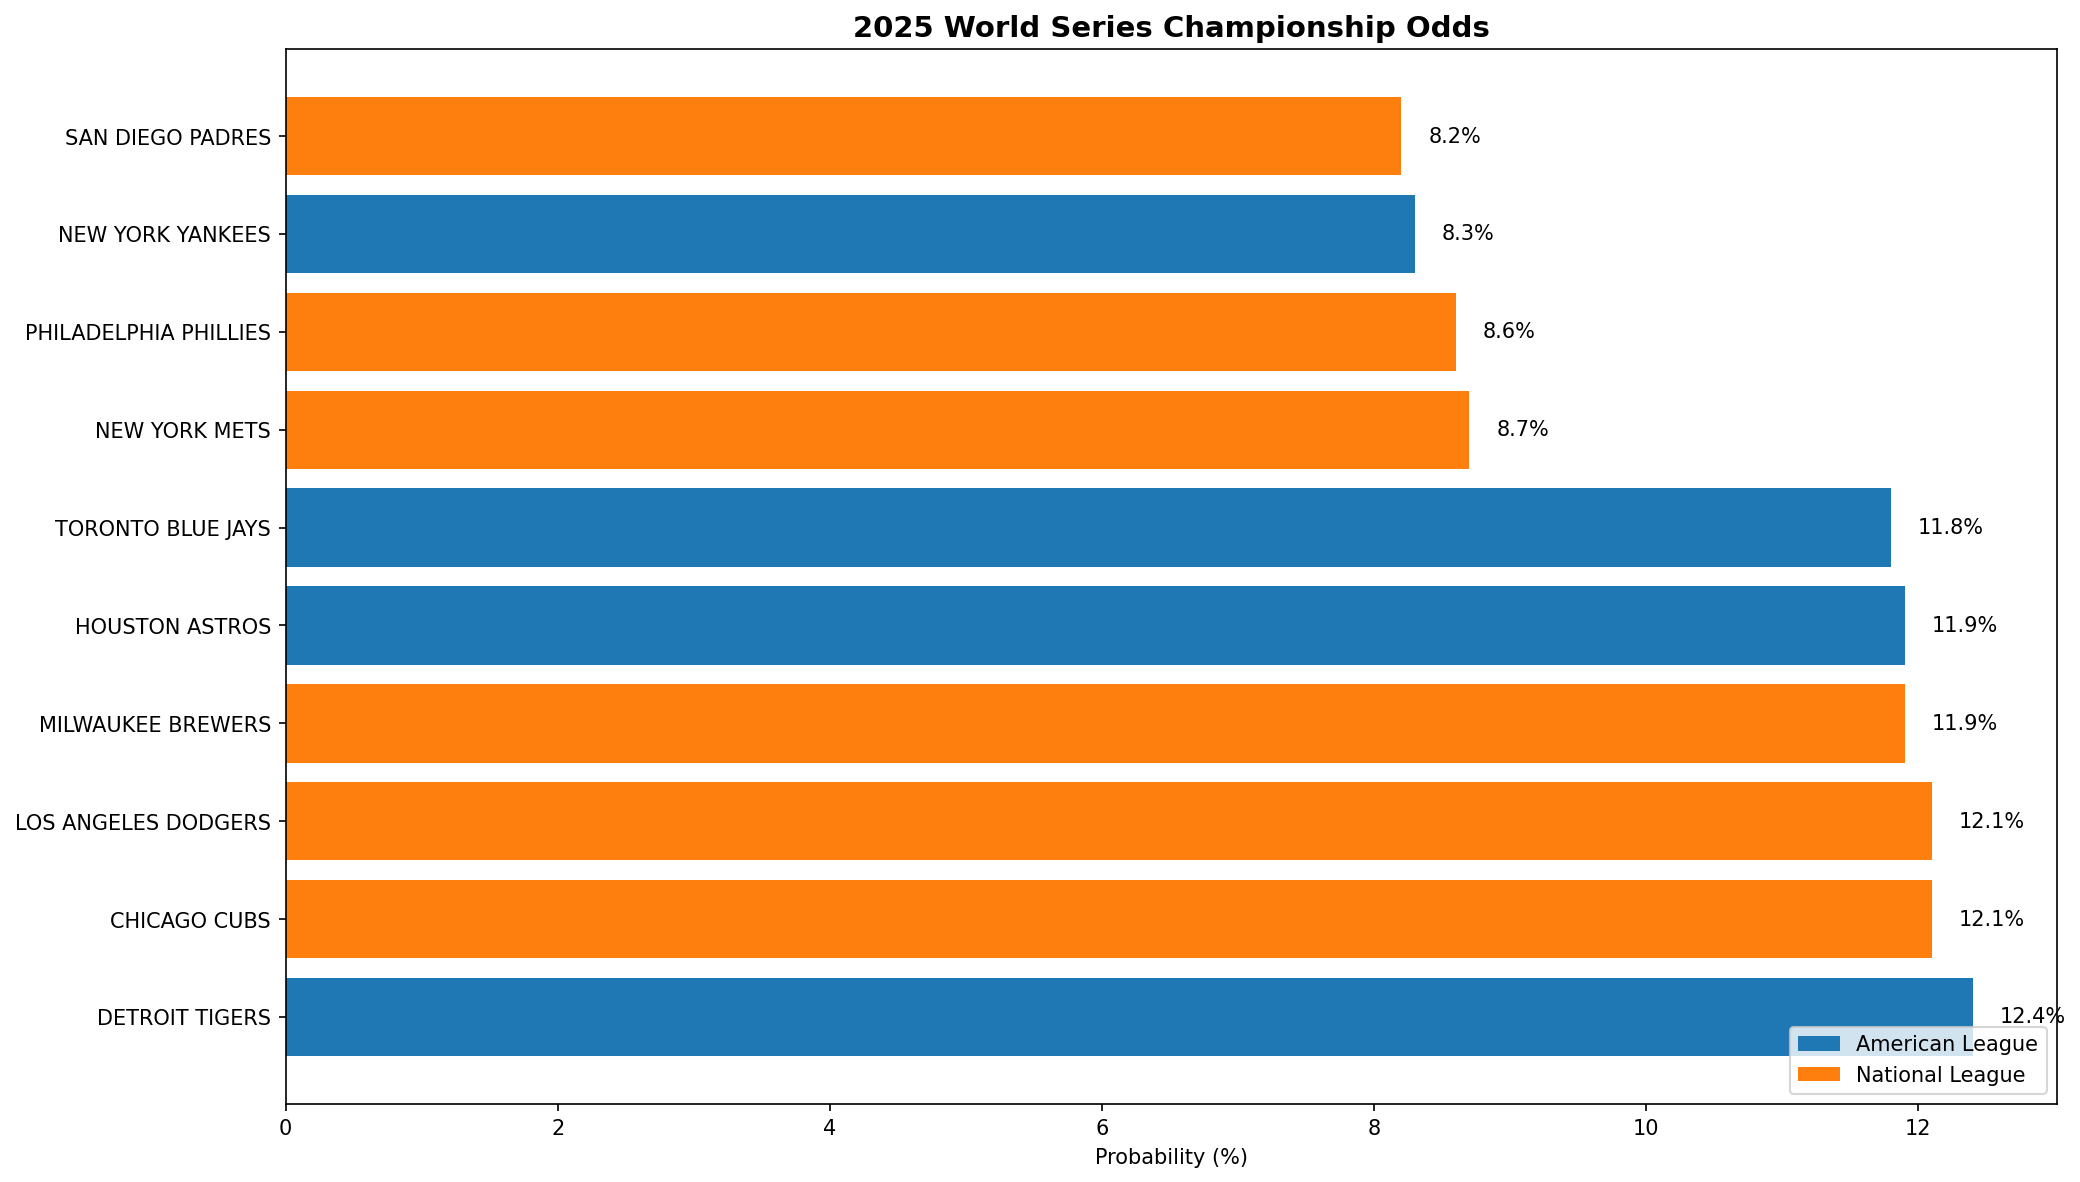 2025 World Series Championship Odds
SAN DIEGO PADRES 8.2%
NEW YORK YANKEES 8.3%
PHILADELPHIA PHILLIES 8.6%
NEW YORK METS 8.7%
TORONTO BLUE JAYS 11.8%
HOUSTON ASTROS 11.9%
MILWAUKEE BREWERS 11.9%
LOS ANGELES DODGERS 12.1%
CHICAGO CUBS 12.1%
DETROIT TIGERS 12.4%
American League
National League
0 2 4 6 8 10 12
Probability (%)